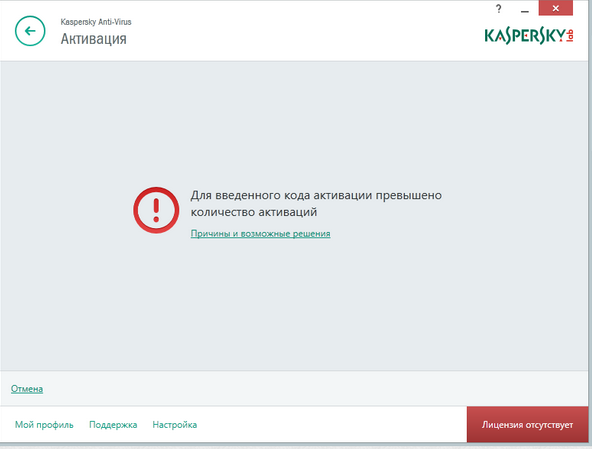 ?
Kaspersky Anti-Virus
Активация
KASPERSKY lab
Для введенного кода активации превышено
количество активаций
Причины и возможные решения
Отмена
Мой профиль Поддержка Настройка Лицензия отсутствует